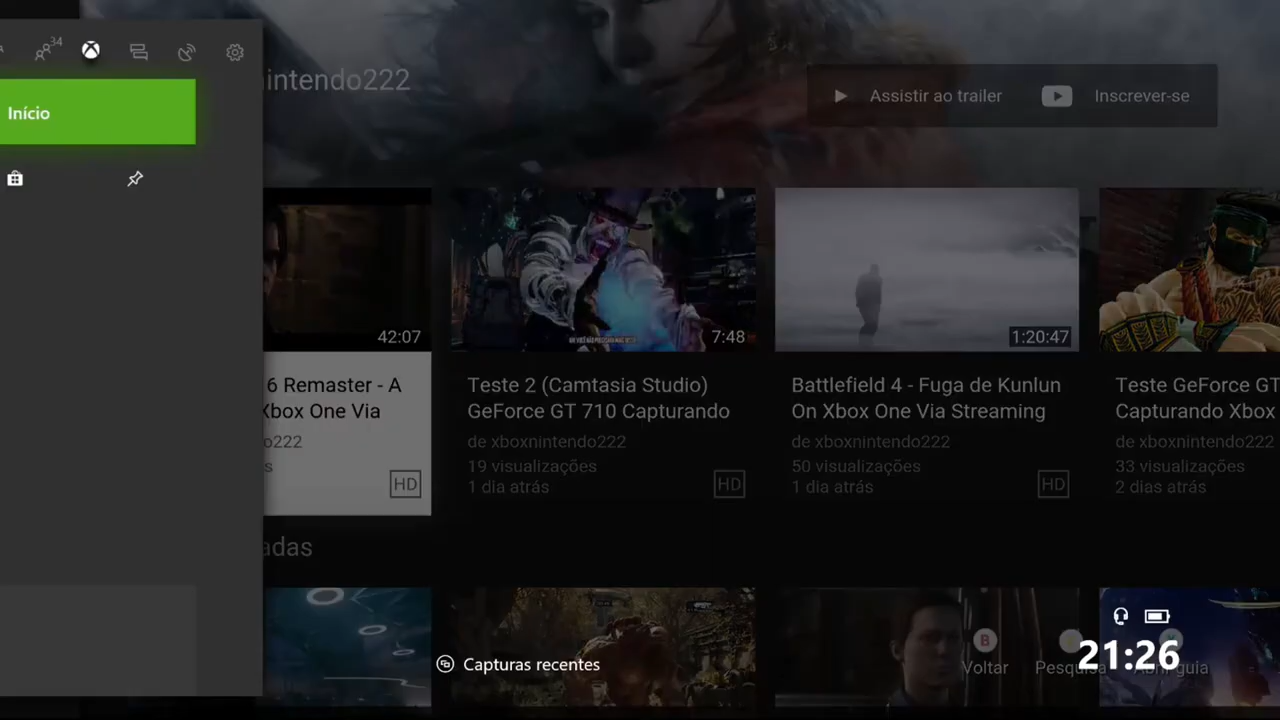 34
Início
intendo222
Assistir ao trailer
Inscrever-se
42:07
7:48
1:20:47
6 Remaster - A
Xbox One Via
o222
s
HD
Teste 2 (Camtasia Studio)
GeForce GT 710 Capturando
de xboxnintendo222
19 visualizações
1 dia atrás
HD
Battlefield 4 - Fuga de Kunlun
On Xbox One Via Streaming
de xboxnintendo222
50 visualizações
1 dia atrás
HD
Teste GeForce GT
Capturando Xbox
de xboxnintendo222
33 visualizações
2 dias atrás
adas
Capturas recentes
B
Voltar
Pesquisa
21:26
Abrir guia